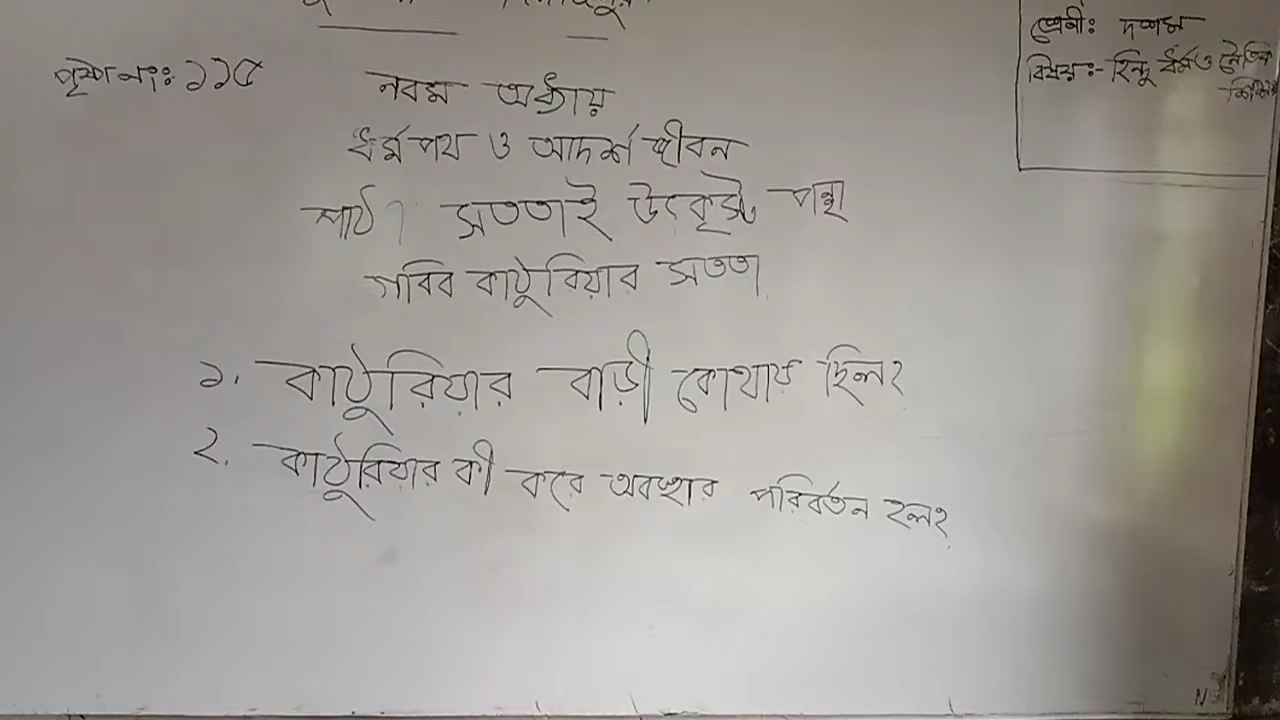 শ্রেণী: দশম
বিষয়:- হিন্দু ধর্ম ও নৈতিক
শিক্ষা
পৃষ্ঠা নং: ১১৫
নবম অধ্যায়
ধর্মপথ ও আদর্শ জীবন
পাঠ ১ সততাই উৎকৃষ্ট পন্থা
গরিব কাঠুরিয়ার সততা
১. কাঠুরিয়ার বাড়ী কোথায় ছিল?
২. কাঠুরিয়ার কী করে অবস্থার পরিবর্তন হল?